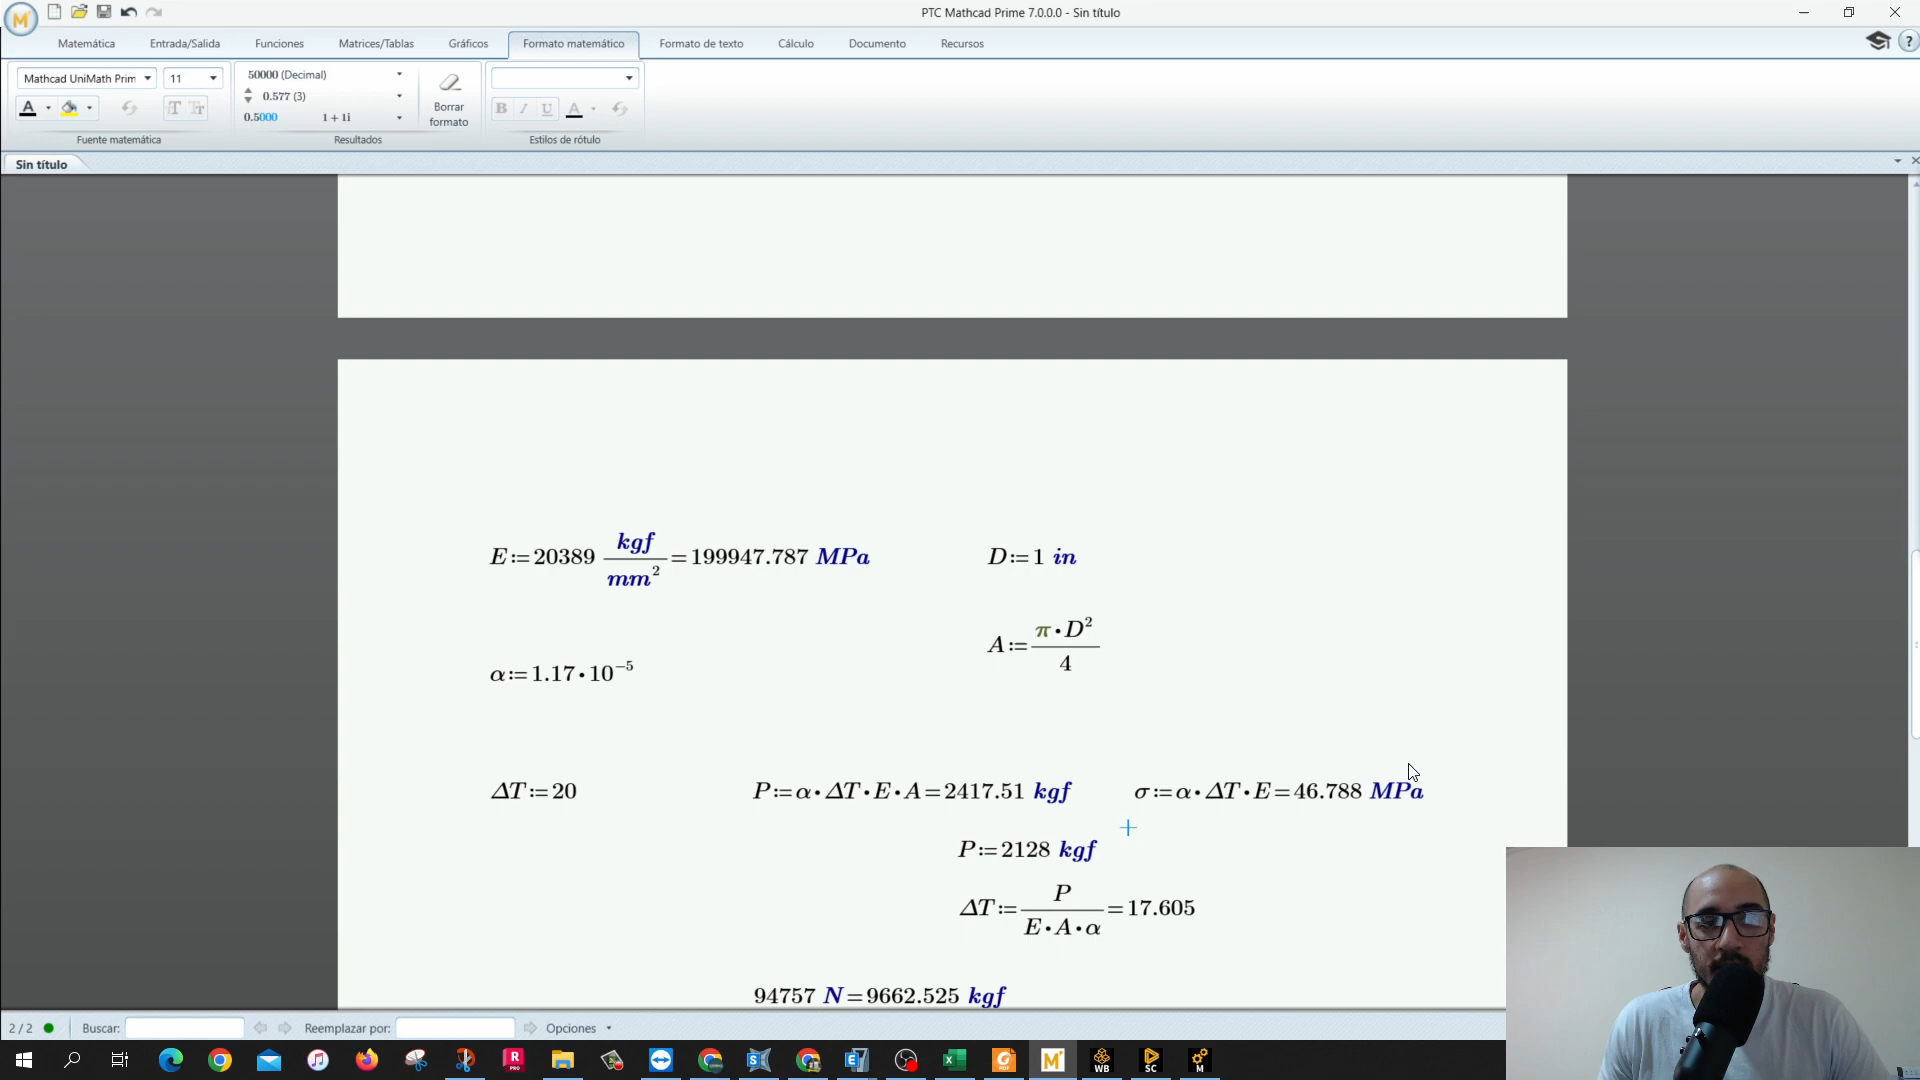 PTC Mathcad Prime 7.0.0.0 - Sin título
Matemática Entrada/Salida Funciones Matrices/Tablas Gráficos Formato matemático Formato de texto Cálculo Documento Recursos
Mathcad UniMath Prim 11
50000 (Decimal)
0.577 (3)
0.5000 1 + 1i
Borrar
formato
Fuente matemática Resultados Estilos de rótulo
Sin título
E:=20389 kgf/mm² =199947.787 MPa D:=1 in
A:= π•D²/4
α:=1.17•10⁻⁵
ΔT:=20 P:=α•ΔT•E•A=2417.51 kgf σ:=α•ΔT•E=46.788 MPa
P:=2128 kgf
ΔT:= P/E•A•α =17.605
94757 N=9662.525 kgf
2 / 2 Buscar: Reemplazar por: Opciones